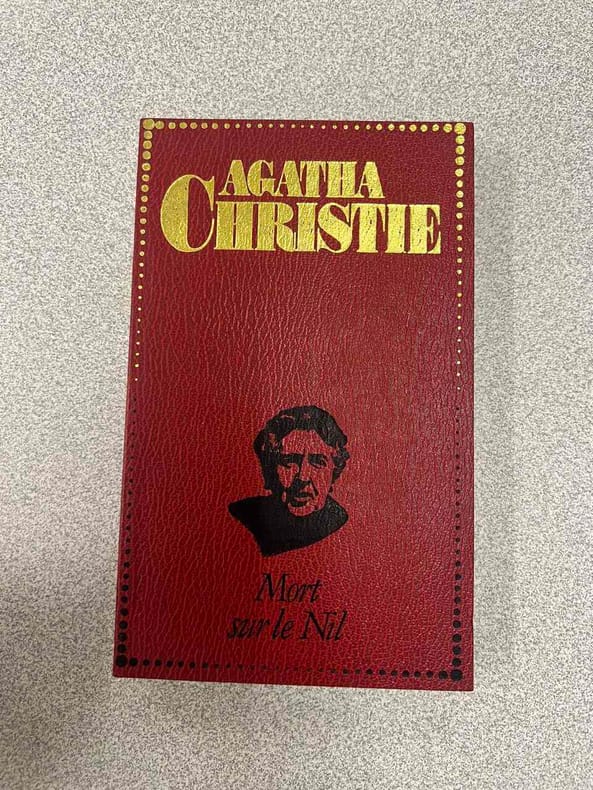 AGATHA
CHRISTIE
Mort
sur le Nil